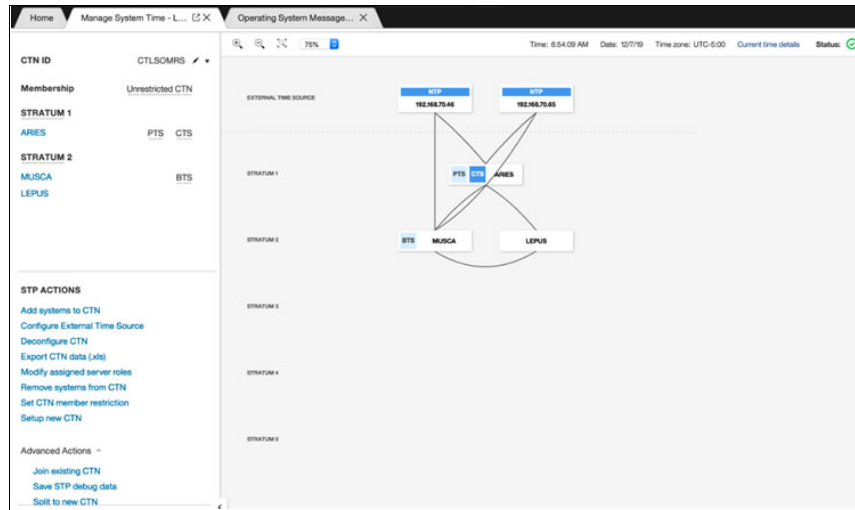 Home
Manage System Time - L...
Operating System Message...
75%
Time: 8:54:09 AM Date: 12/7/19 Time zone: UTC-5:00 Current time details Status:
CTN ID CTLSOMRS
Membership Unrestricted CTN
STRATUM 1
ARIES PTS CTS
STRATUM 2
MUSCA BTS
LEPUS
STP ACTIONS
Add systems to CTN
Configure External Time Source
Deconfigure CTN
Export CTN data (.xls)
Modify assigned server roles
Remove systems from CTN
Set CTN member restriction
Setup new CTN
Advanced Actions
Join existing CTN
Save STP debug data
Split to new CTN
EXTERNAL TIME SOURCE
NTP NTP
192.168.70.46 192.168.70.65
STRATUM 1
PTS CTS ARIES
STRATUM 2
BTS MUSCA LEPUS
STRATUM 3
STRATUM 4
STRATUM 0